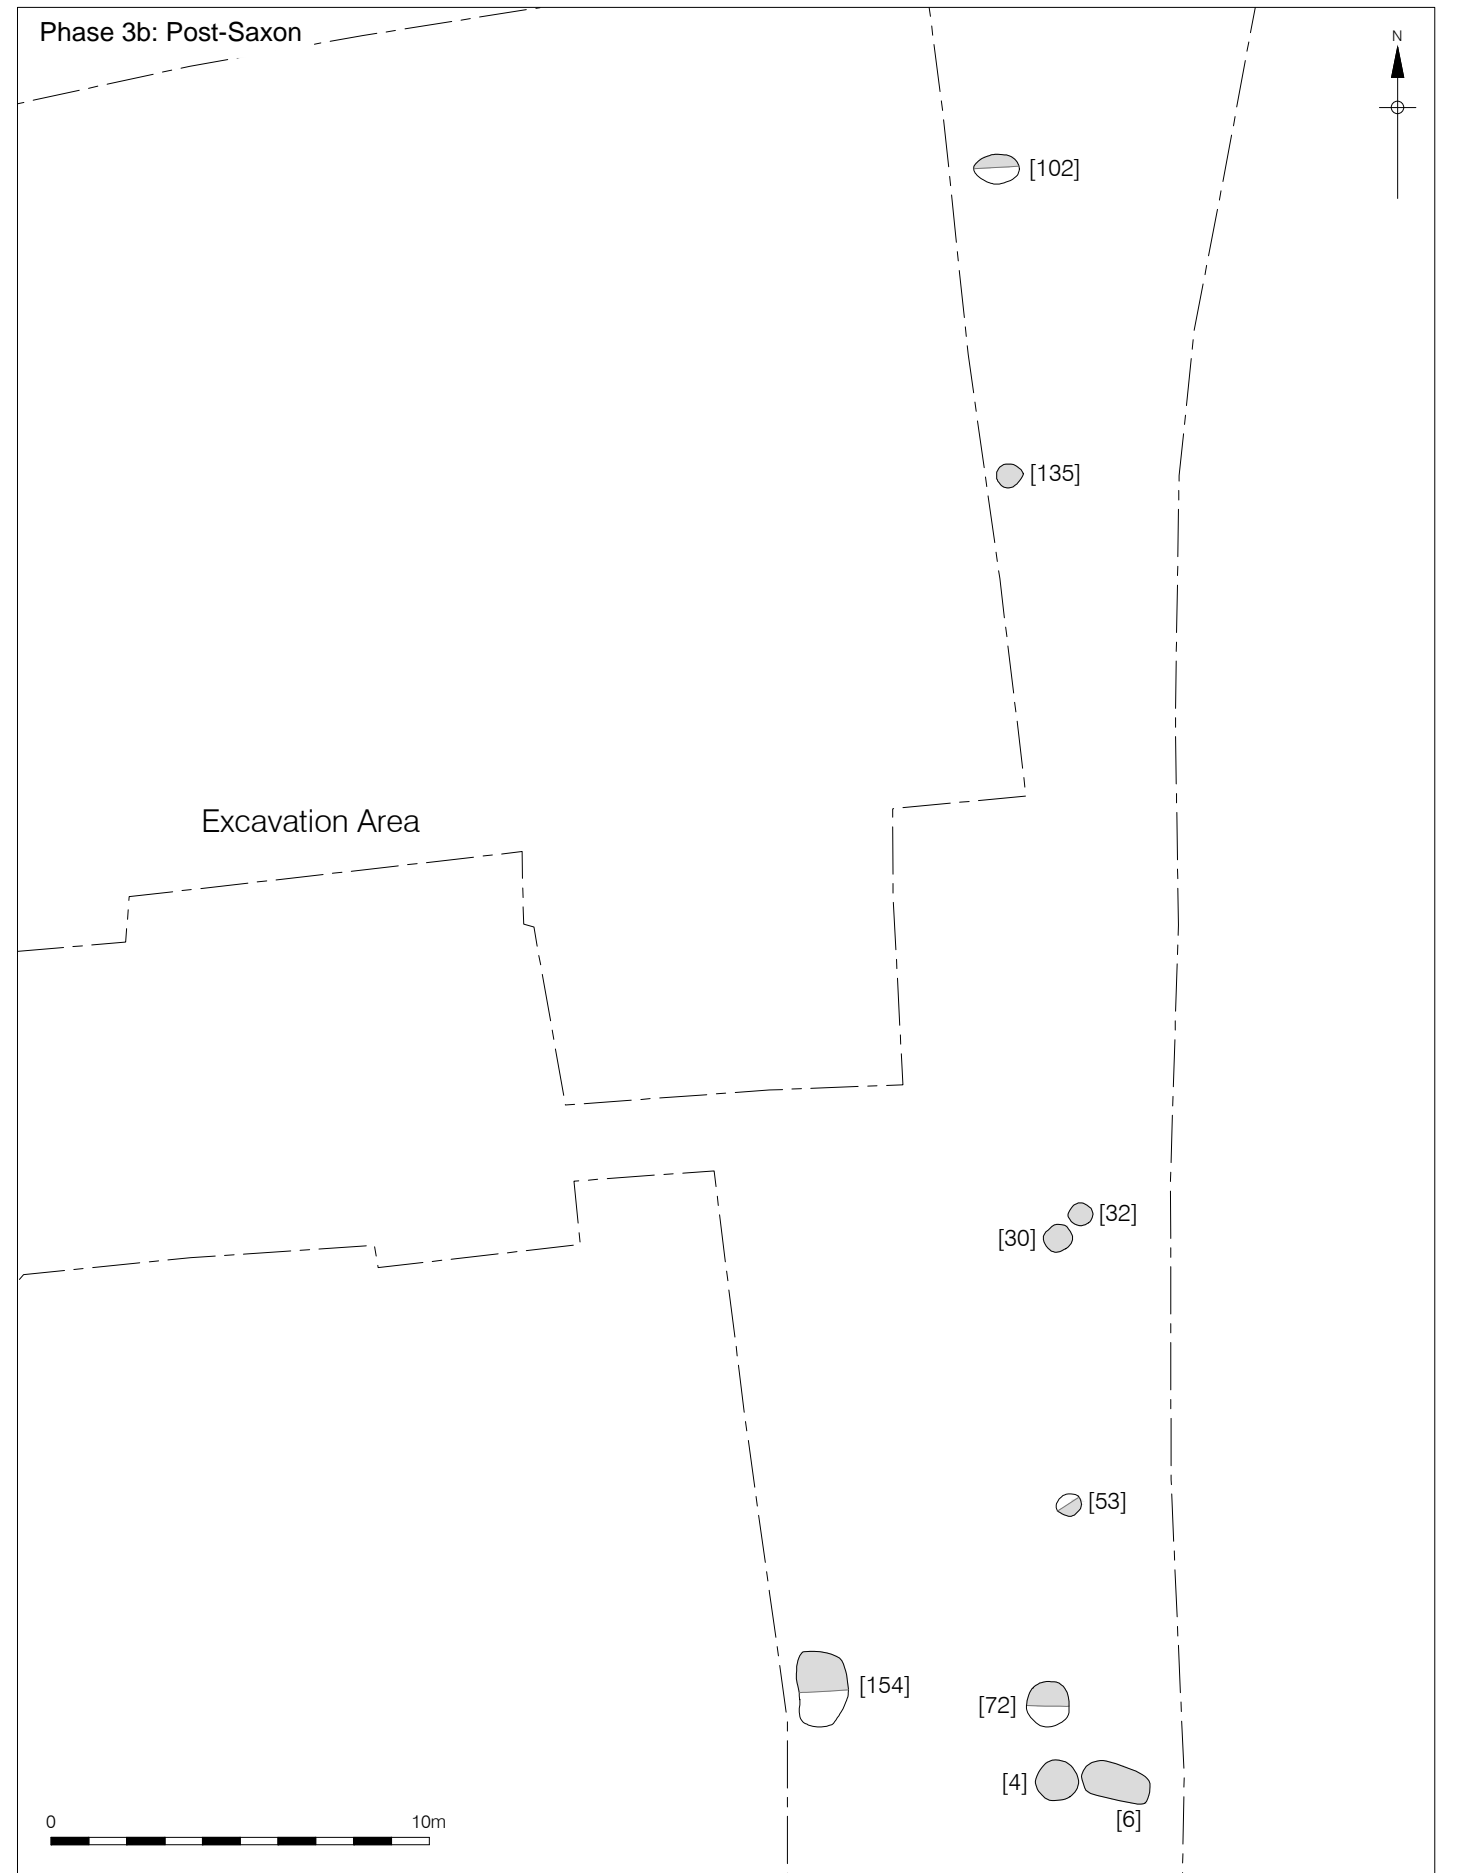 Phase 3b: Post-Saxon
N
[102]
[135]
Excavation Area
[32]
[30]
[53]
[154]
[72]
[4]
[6]
0 10m